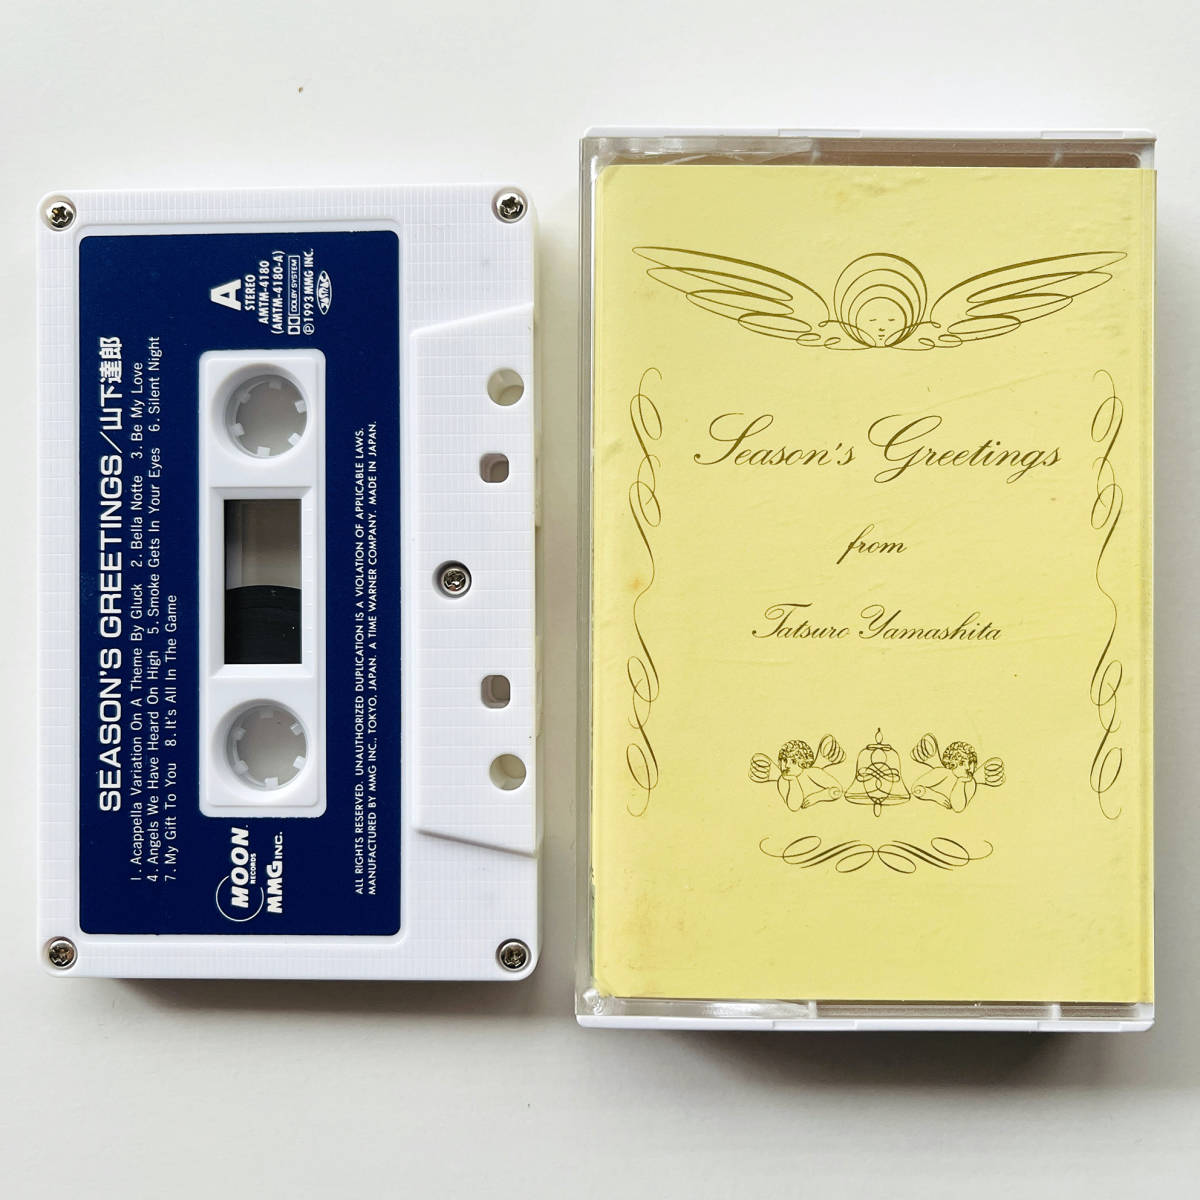 SEASON'S GREETINGS/山下達郎
1. Acappella Variation On A Theme By Gluck 2. Bella Notte 3. Be My Love
4. Angels We Have Heard On High 5. Smoke Gets In Your Eyes 6. Silent Night
7. My Gift To You 8. It's All In The Game
A
STEREO
AMTM-4180
(AMTM-4180-A)
DOLBY SYSTEM
Ⓟ1993 MMG INC.
MOON
RECORDS
MMG INC.
ALL RIGHTS RESERVED. UNAUTHORIZED DUPLICATION IS A VIOLATION OF APPLICABLE LAWS.
MANUFACTURED BY MMG INC., TOKYO, JAPAN. A TIME WARNER COMPANY. MADE IN JAPAN.
Season's Greetings
from
Tatsuro Yamashita